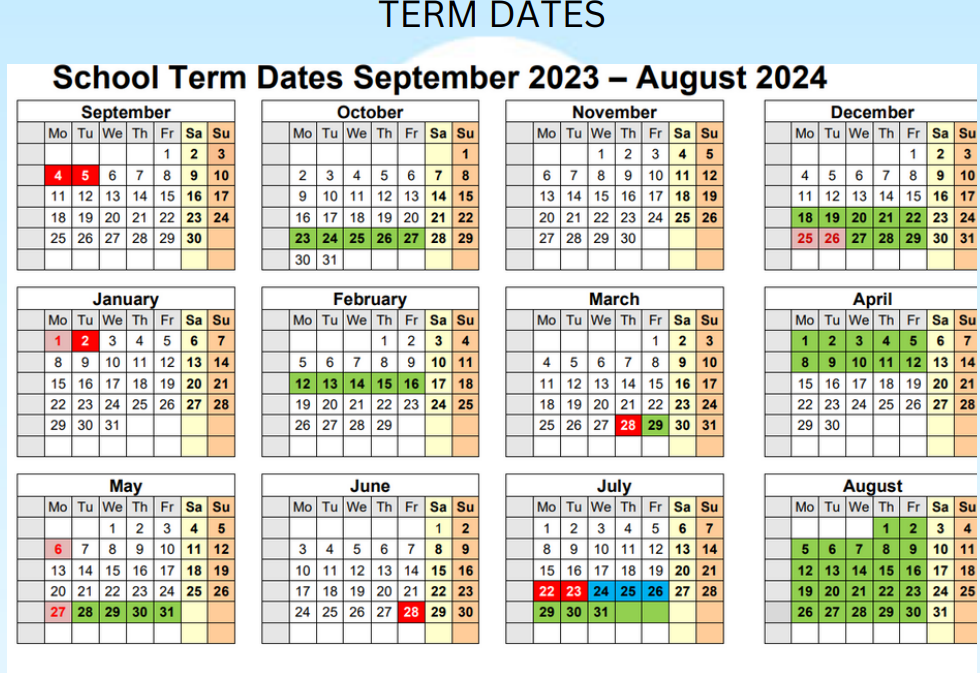 TERM DATES
School Term Dates September 2023 – August 2024
September October November December
Mo Tu We Th Fr Sa Su Mo Tu We Th Fr Sa Su Mo Tu We Th Fr Sa Su Mo Tu We Th Fr Sa Su
1 2 3 1 1 2 3 4 5 1 2 3
4 5 6 7 8 9 10 2 3 4 5 6 7 8 6 7 8 9 10 11 12 4 5 6 7 8 9 10
11 12 13 14 15 16 17 9 10 11 12 13 14 15 13 14 15 16 17 18 19 11 12 13 14 15 16 17
18 19 20 21 22 23 24 16 17 18 19 20 21 22 20 21 22 23 24 25 26 18 19 20 21 22 23 24
25 26 27 28 29 30 23 24 25 26 27 28 29 27 28 29 30 25 26 27 28 29 30 31
30 31
January February March April
Mo Tu We Th Fr Sa Su Mo Tu We Th Fr Sa Su Mo Tu We Th Fr Sa Su Mo Tu We Th Fr Sa Su
1 2 3 4 5 6 7 1 2 3 4 1 2 3 1 2 3 4 5 6 7
8 9 10 11 12 13 14 5 6 7 8 9 10 11 4 5 6 7 8 9 10 8 9 10 11 12 13 14
15 16 17 18 19 20 21 12 13 14 15 16 17 18 11 12 13 14 15 16 17 15 16 17 18 19 20 21
22 23 24 25 26 27 28 19 20 21 22 23 24 25 18 19 20 21 22 23 24 22 23 24 25 26 27 28
29 30 31 26 27 28 29 25 26 27 28 29 30 31 29 30
May June July August
Mo Tu We Th Fr Sa Su Mo Tu We Th Fr Sa Su Mo Tu We Th Fr Sa Su Mo Tu We Th Fr Sa Su
1 2 3 4 5 1 2 1 2 3 4 5 6 7 1 2 3 4
6 7 8 9 10 11 12 3 4 5 6 7 8 9 8 9 10 11 12 13 14 5 6 7 8 9 10 11
13 14 15 16 17 18 19 10 11 12 13 14 15 16 15 16 17 18 19 20 21 12 13 14 15 16 17 18
20 21 22 23 24 25 26 17 18 19 20 21 22 23 22 23 24 25 26 27 28 19 20 21 22 23 24 25
27 28 29 30 31 24 25 26 27 28 29 30 29 30 31 26 27 28 29 30 31